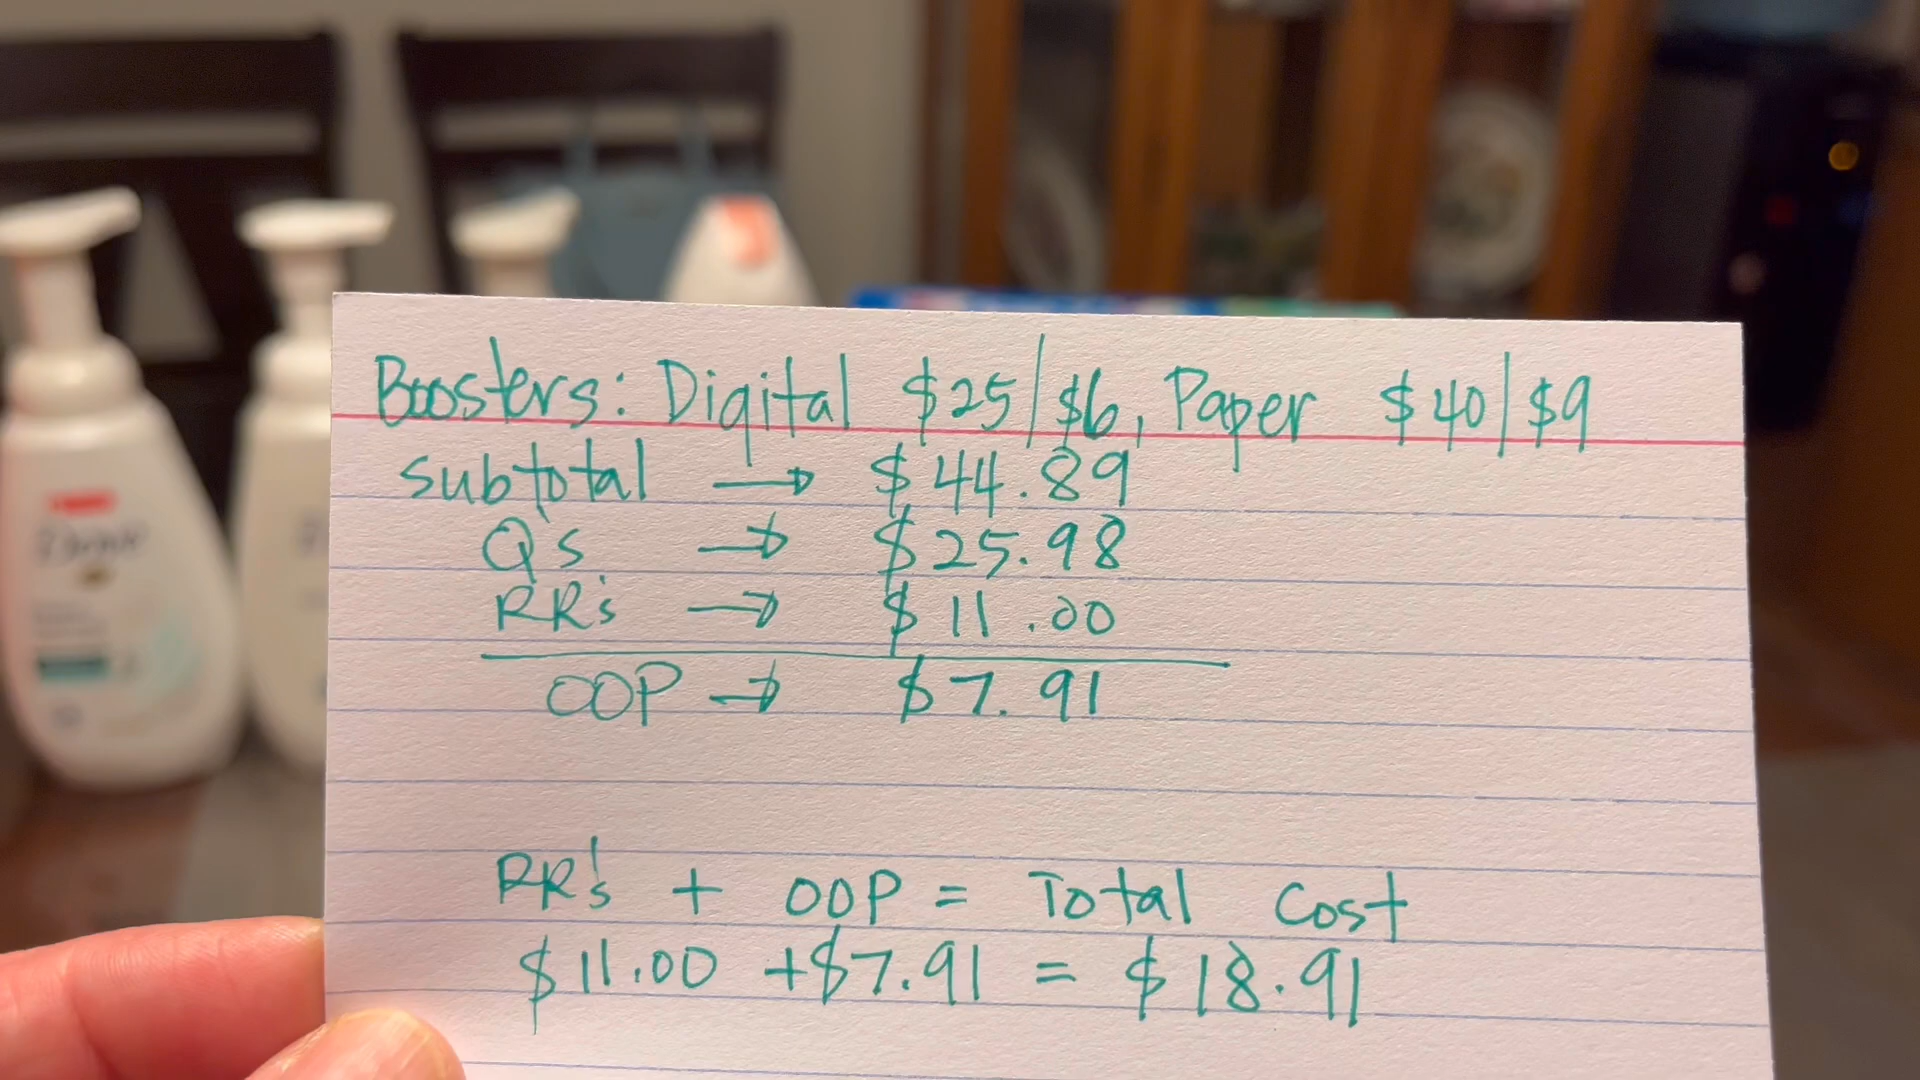 Boosters: Digital $25|$6, Paper $40|$9
Subtotal → $44.89
Q's → $25.98
RR's → $11.00
OOP → $7.91
RR's + OOP = Total Cost
$11.00 + $7.91 = $18.91
Dove